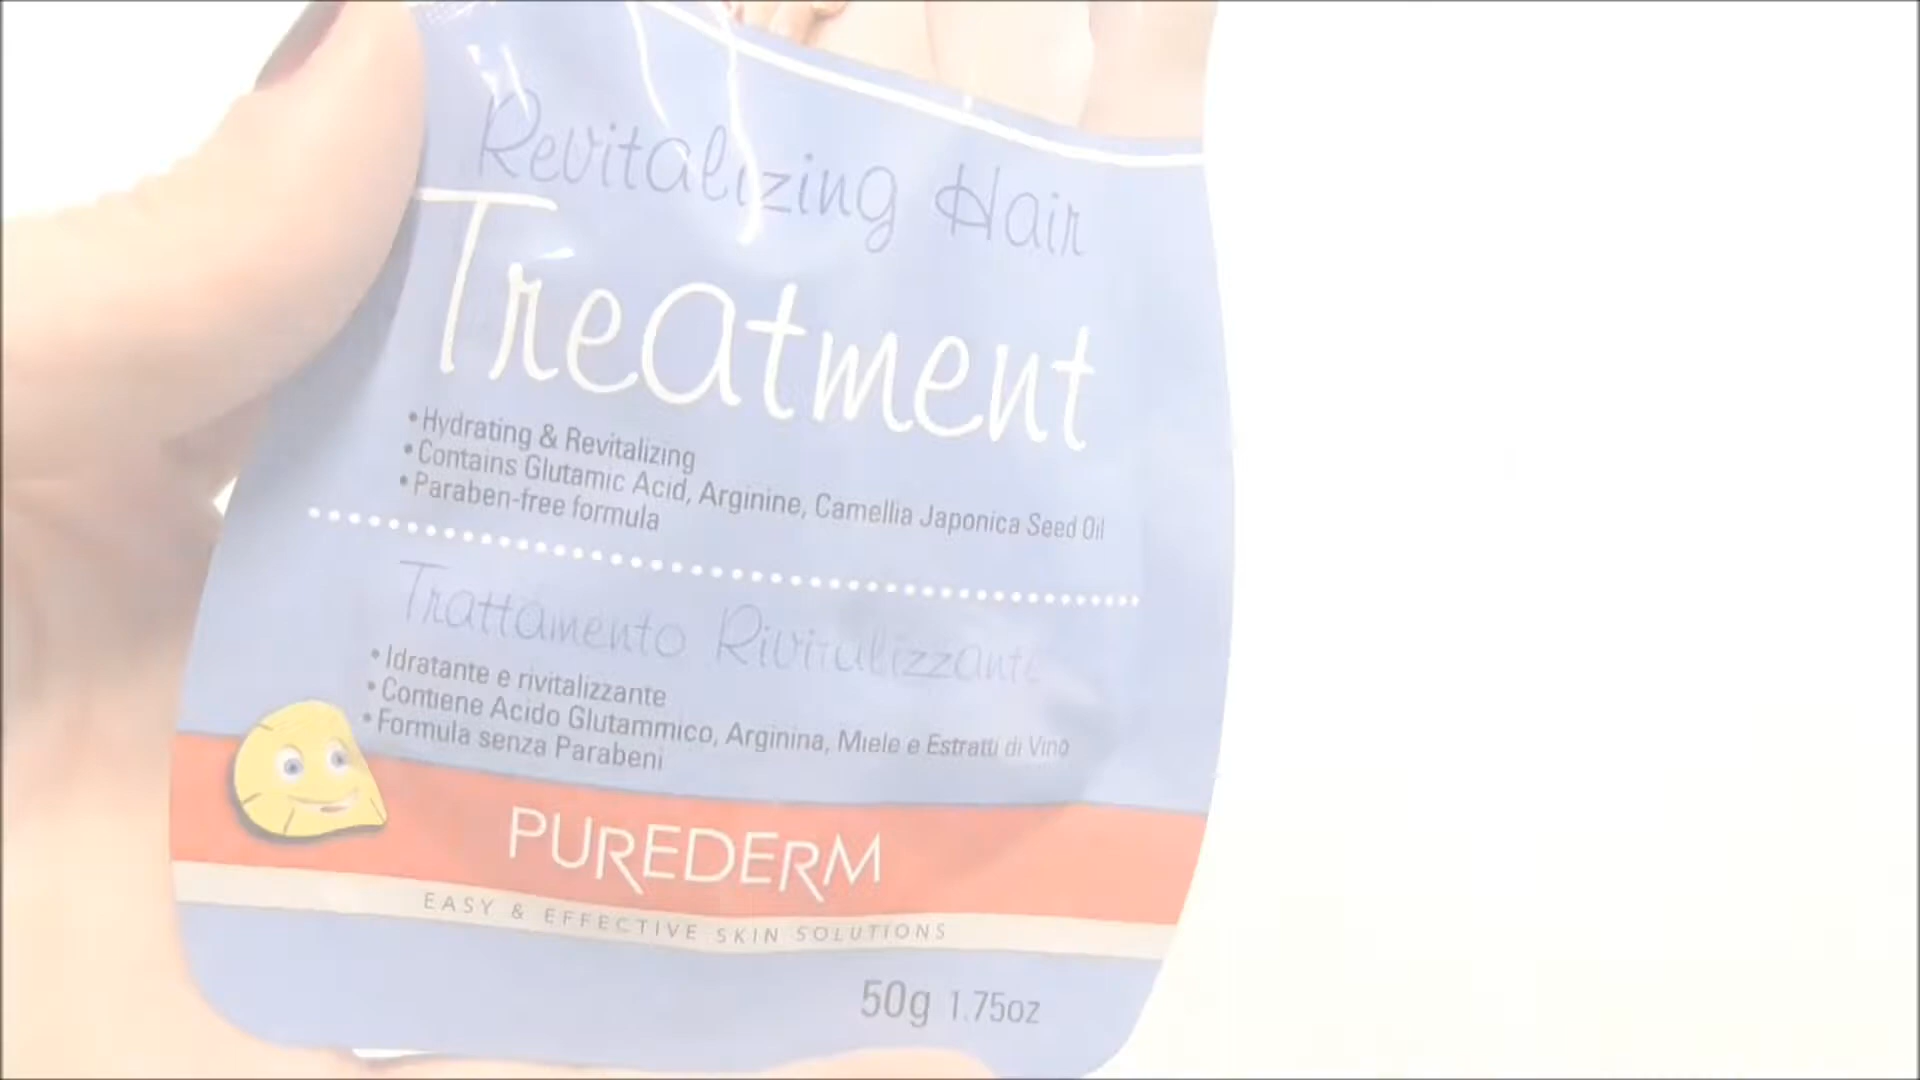 Revitalizing Hair
Treatment
• Hydrating & Revitalizing
• Contains Glutamic Acid, Arginine, Camellia Japonica Seed Oil
• Paraben-free formula
Trattamento Rivitalizzante
• Idratante e rivitalizzante
• Contiene Acido Glutammico, Arginina, Miele e Estratti di Vino
• Formula senza Parabeni
PUREDERM
EASY & EFFECTIVE SKIN SOLUTIONS
50g 1.75oz